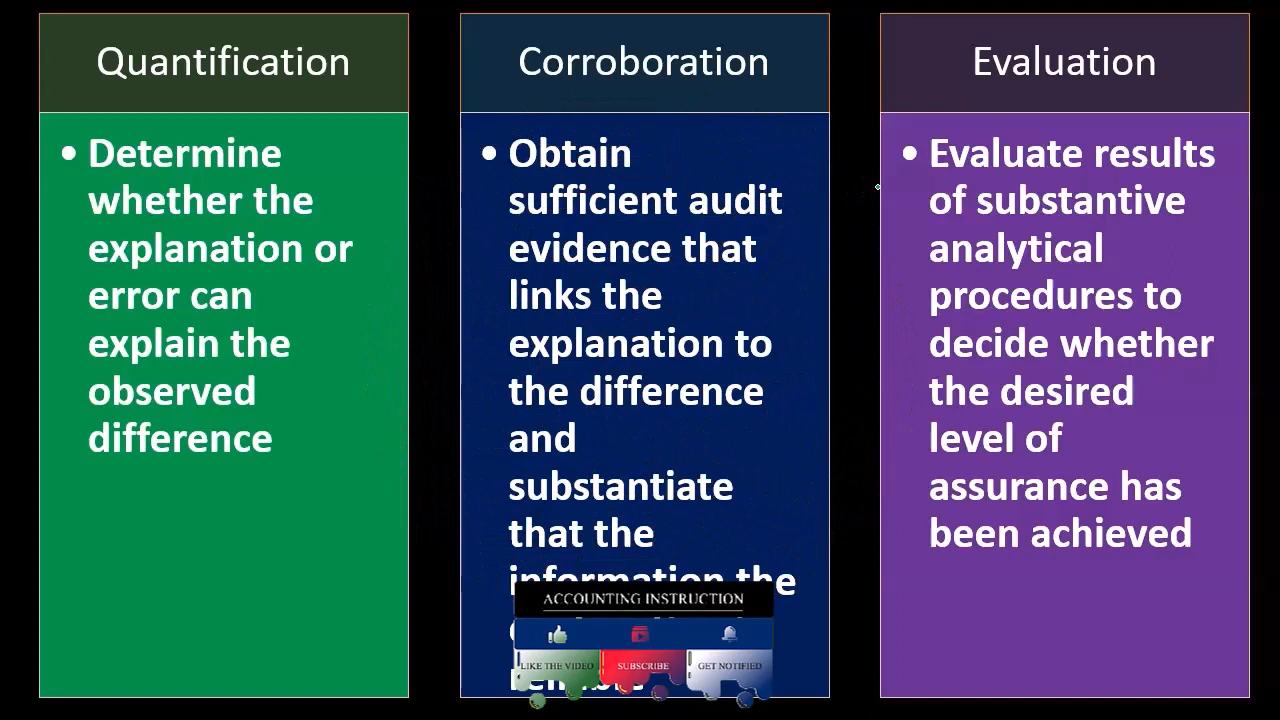 Quantification
• Determine
whether the
explanation or
error can
explain the
observed
difference
Corroboration
• Obtain
sufficient audit
evidence that
links the
explanation to
the difference
and
substantiate
that the
information the
Evaluation
• Evaluate results
of substantive
analytical
procedures to
decide whether
the desired
level of
assurance has
been achieved
ACCOUNTING INSTRUCTION
LIKE THE VIDEO
SUBSCRIBE
GET NOTIFIED